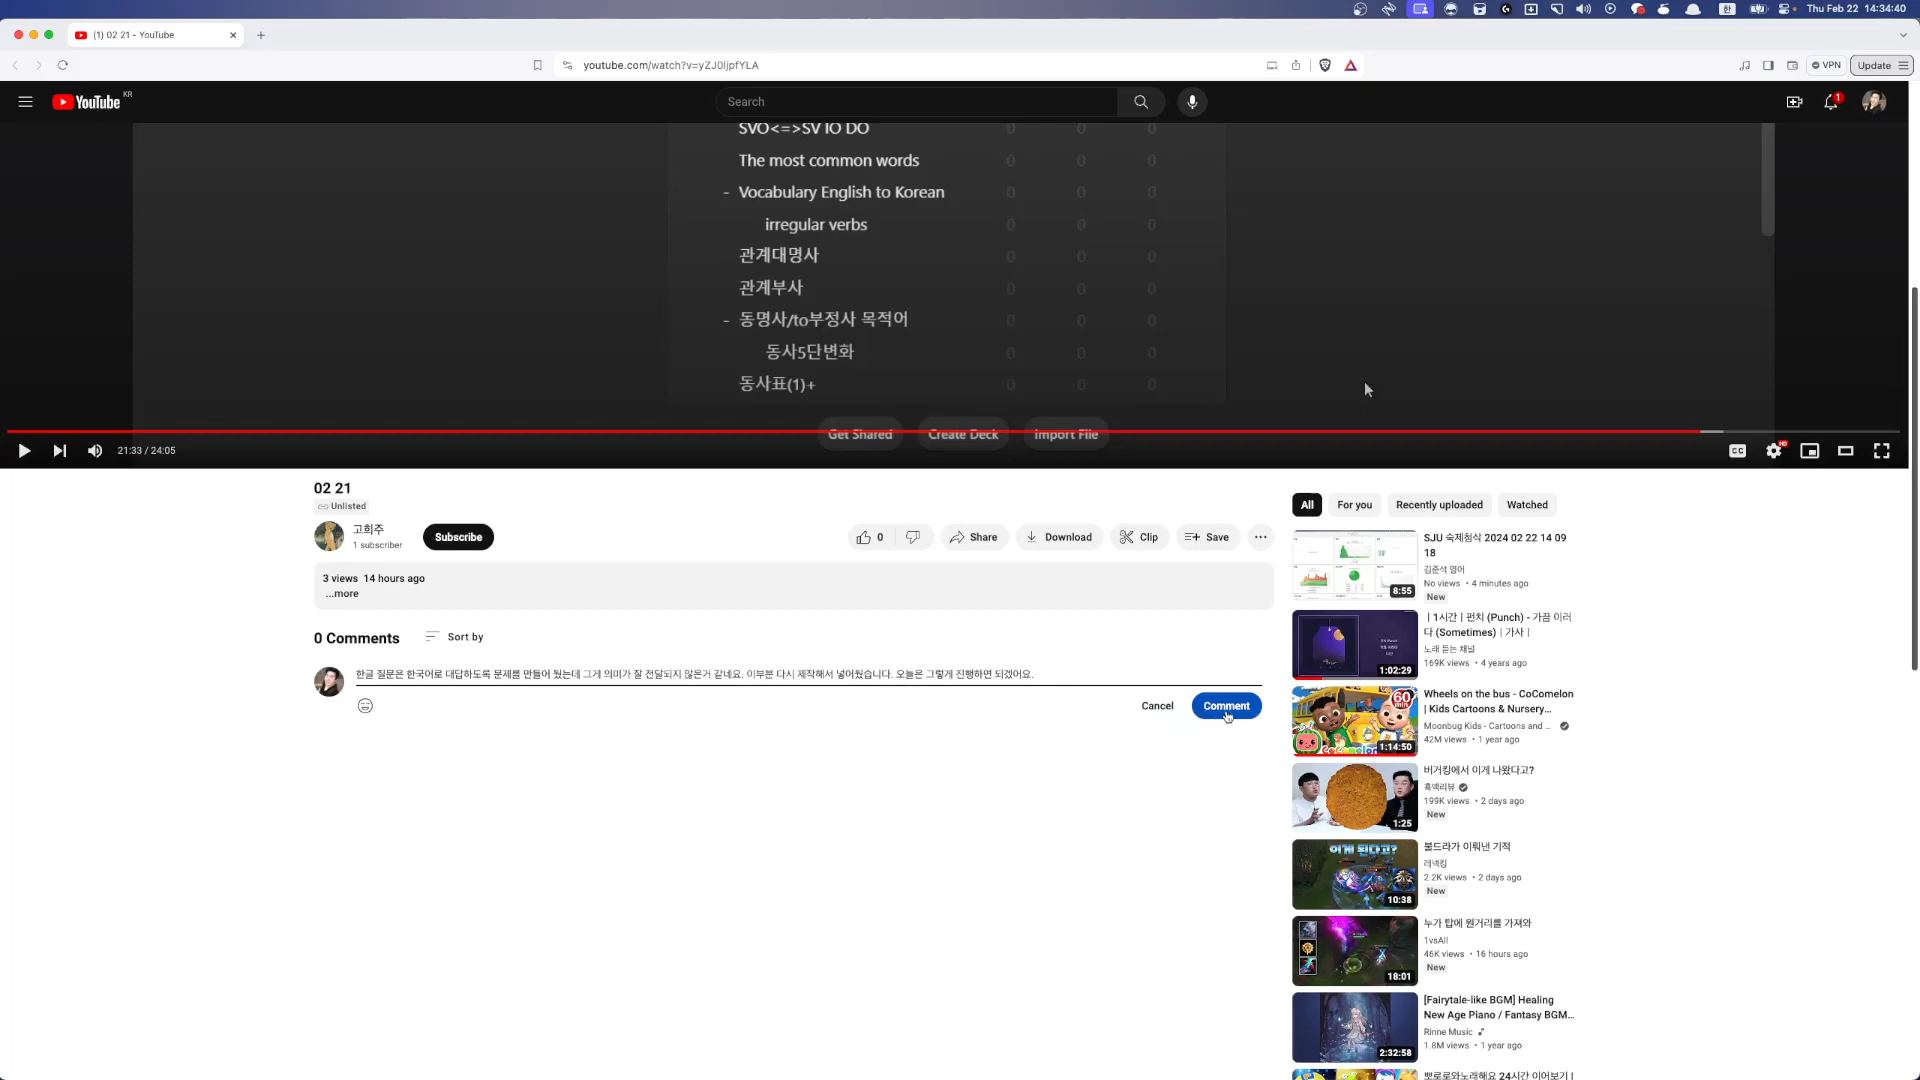 Thu Feb 22 14:34:40
(1) 02 21 - YouTube
youtube.com/watch?v=yZJ0ljpfYLA
VPN
Update
YouTube KR
Search
1
SVO<=>SV IO DO 0 0 0
The most common words 0 0 0
- Vocabulary English to Korean 0 0 0
irregular verbs 0 0 0
관계대명사 0 0 0
관계부사 0 0 0
- 동명사/to부정사 목적어 0 0 0
동사5단변화 0 0 0
동사표(1)+ 0 0 0
Get Shared Create Deck Import File
21:33 / 24:05
CC
HD
02 21
Unlisted
고희주
1 subscriber
Subscribe
0
Share
Download
Clip
Save
3 views 14 hours ago
...more
0 Comments
Sort by
한글 질문은 한국어로 대답하도록 문제를 만들어 뒀는데 그게 의미가 잘 전달되지 않은거 같네요. 이부분 다시 제작해서 넣어뒀습니다. 오늘은 그렇게 진행하면 되겠어요.
Cancel
Comment
All For you Recently uploaded Watched
8:55
SJU 숙제첨삭 2024 02 22 14 09
18
김준석 영어
No views • 4 minutes ago
New
1:02:29
| 1시간 | 펀치 (Punch) - 가끔 이러
다 (Sometimes) | 가사 |
노래 듣는 채널
169K views • 4 years ago
60
min
CoComelon
1:14:50
Wheels on the bus - CoComelon
| Kids Cartoons & Nursery...
Moonbug Kids - Cartoons and ...
42M views • 1 year ago
1:25
버거킹에서 이게 나왔다고?
흑백리뷰
199K views • 2 days ago
New
이게 된다고?
10:38
불드라가 이뤄낸 기적
레넥킹
2.2K views • 2 days ago
New
18:01
누가 탑에 원거리를 가져와
1vsAll
46K views • 16 hours ago
New
2:32:58
[Fairytale-like BGM] Healing
New Age Piano / Fantasy BGM...
Rinne Music
1.8M views • 1 year ago
뽀로로와노래해요 24시간 이어보기 |